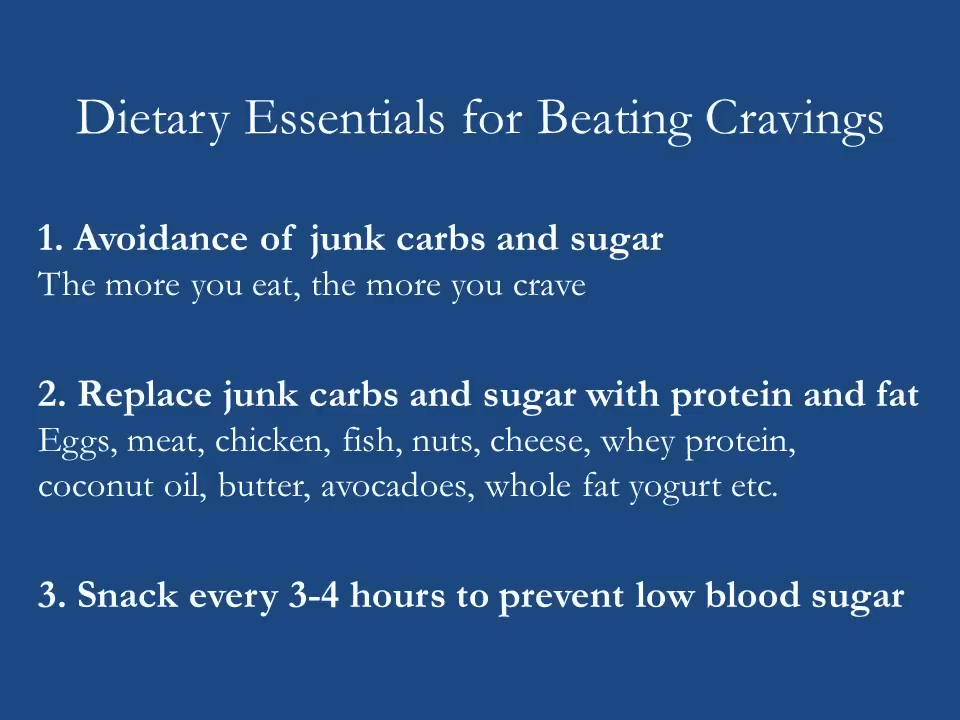 Dietary Essentials for Beating Cravings
1. Avoidance of junk carbs and sugar
The more you eat, the more you crave
2. Replace junk carbs and sugar with protein and fat
Eggs, meat, chicken, fish, nuts, cheese, whey protein,
coconut oil, butter, avocadoes, whole fat yogurt etc.
3. Snack every 3-4 hours to prevent low blood sugar